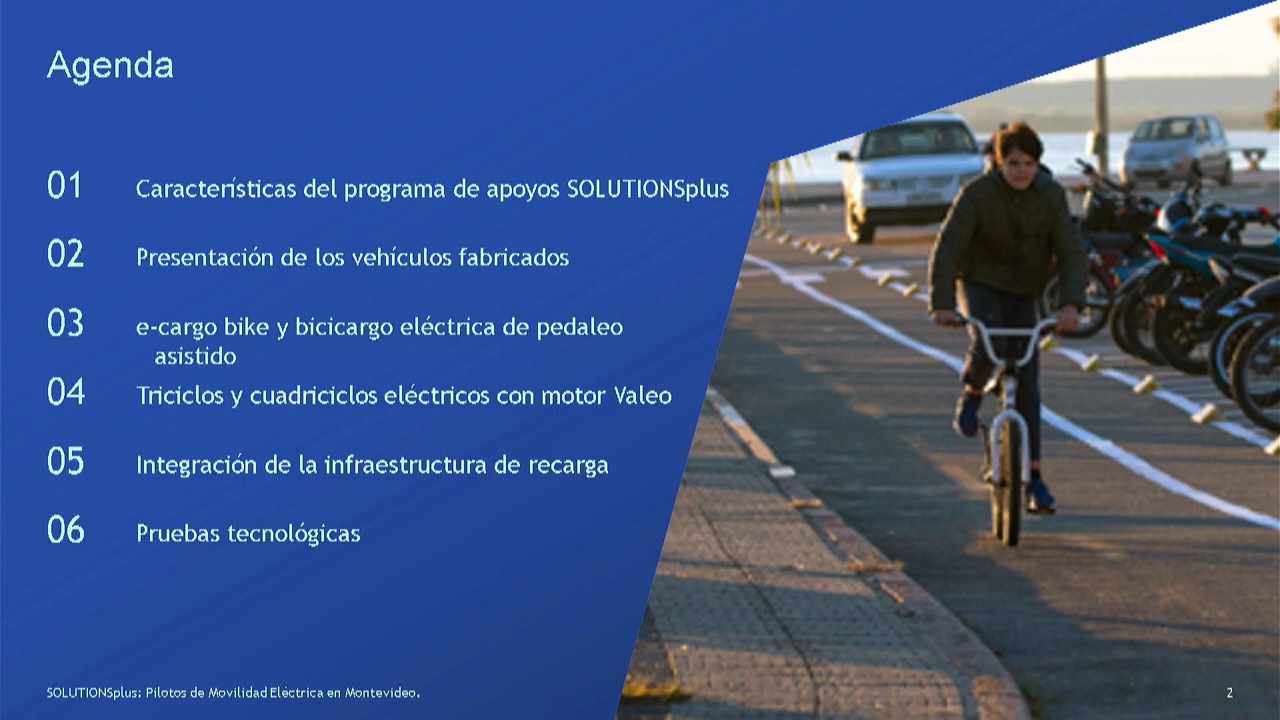 Agenda
01 Características del programa de apoyos SOLUTIONSplus
02 Presentación de los vehículos fabricados
03 e-cargo bike y bicicargo eléctrica de pedaleo
asistido
04 Triciclos y cuadriciclos eléctricos con motor Valeo
05 Integración de la infraestructura de recarga
06 Pruebas tecnológicas
SOLUTIONSplus: Pilotos de Movilidad Eléctrica en Montevideo.
2